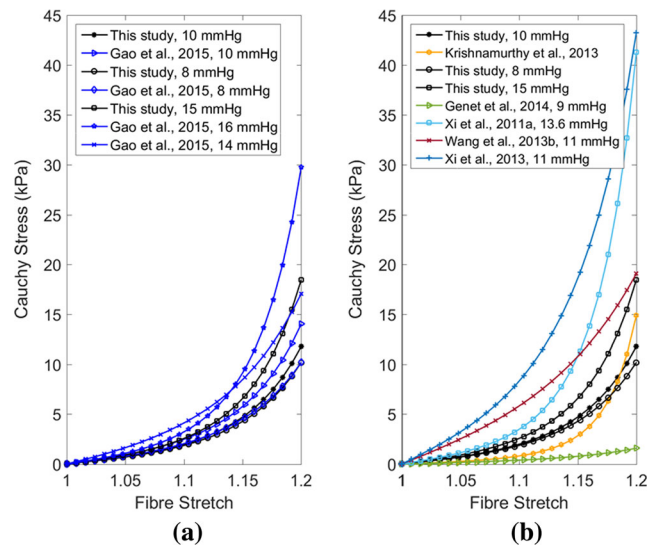 45
40
35
30
25
20
15
10
5
0
Cauchy Stress (kPa)
This study, 10 mmHg
Gao et al., 2015, 10 mmHg
This study, 8 mmHg
Gao et al., 2015, 8 mmHg
This study, 15 mmHg
Gao et al., 2015, 16 mmHg
Gao et al., 2015, 14 mmHg
1 1.05 1.1 1.15 1.2
Fibre Stretch
(a)
45
40
35
30
25
20
15
10
5
0
Cauchy Stress (kPa)
This study, 10 mmHg
Krishnamurthy et al., 2013
This study, 8 mmHg
This study, 15 mmHg
Genet et al., 2014, 9 mmHg
Xi et al., 2011a, 13.6 mmHg
Wang et al., 2013b, 11 mmHg
Xi et al., 2013, 11 mmHg
1 1.05 1.1 1.15 1.2
Fibre Stretch
(b)